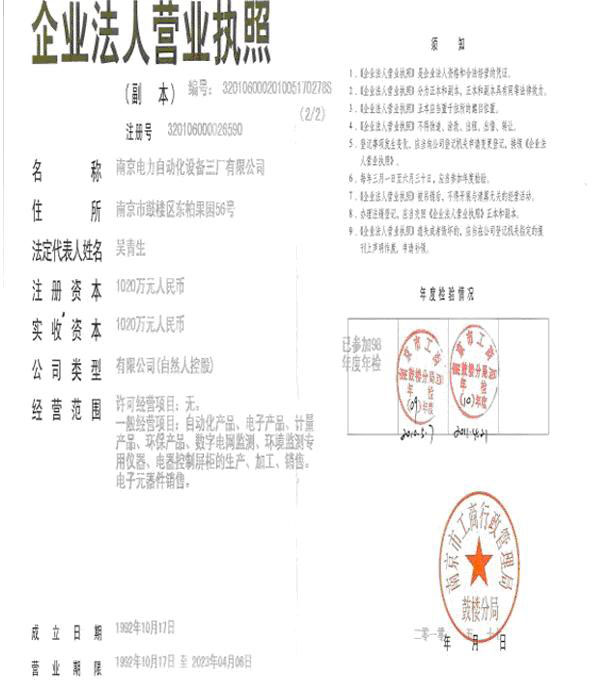 企业法人营业执照
(副 本)
编号: 320106000201005170278S
(2/2)
注册号 320106000026590
名 称 南京电力自动化设备三厂有限公司
住 所 南京市鼓楼区东柏果园56号
法定代表人姓名 吴青生
注册资本 1020万元人民币
实收资本 1020万元人民币
公司类型 有限公司(自然人控股)
经营范围 许可经营项目: 无。
一般经营项目: 自动化产品、电子产品、计量
产品、环保产品、数字电网监测、环境监测专
用仪器、电器控制屏柜的生产、加工、销售。
电子元器件销售。
成立日期 1992年10月17日
营业期限 1992年10月17日 至 2023年04月06日
须 知
1.《企业法人营业执照》是企业法人资格和合法经营的凭证。
2.《企业法人营业执照》分为正本和副本，正本和副本具有同等法律效力。
3.《企业法人营业执照》正本应当置于住所的醒目位置。
4.《企业法人营业执照》不得伪造、涂改、出租、出借、转让。
5. 登记事项发生变化，应当向公司登记机关申请变更登记，换领《企业法
人营业执照》。
6. 每年三月一日至六月三十日，应当参加年度检验。
7.《企业法人营业执照》被吊销后，不得开展与清算无关的经营活动。
8. 办理注销登记，应当交回《企业法人营业执照》正本和副本。
9.《企业法人营业执照》遗失或者毁坏的，应当在公司登记机关指定的报
刊上声明作废，申请补领。
年度检验情况
已参加98
年度年检
京市工商
鼓楼分局
年检
(09)年度
2010.5.7
市工商
鼓楼分局
年检
(10)年度
2011.4.21
南京市工商行政管理局
鼓楼分局
二零一零
年 月 日